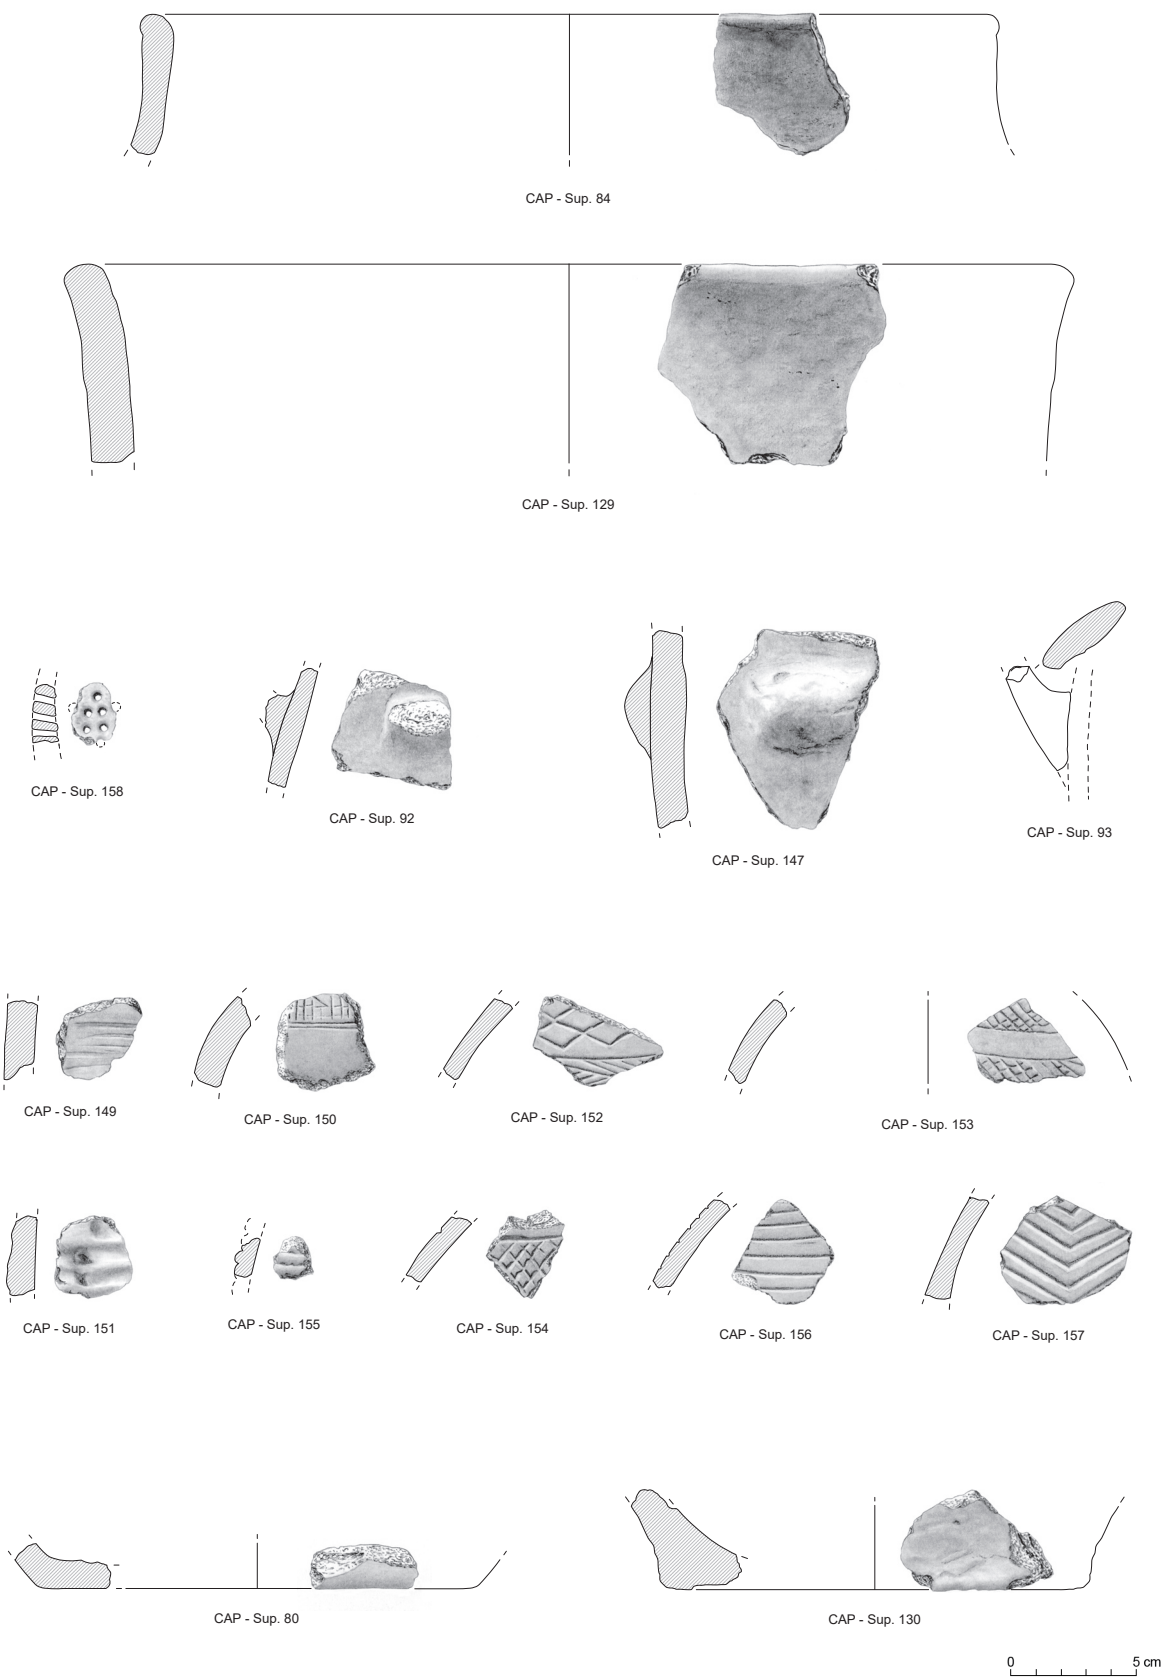 CAP - Sup. 84
CAP - Sup. 129
CAP - Sup. 158
CAP - Sup. 92
CAP - Sup. 147
CAP - Sup. 93
CAP - Sup. 149
CAP - Sup. 150
CAP - Sup. 152
CAP - Sup. 153
CAP - Sup. 151
CAP - Sup. 155
CAP - Sup. 154
CAP - Sup. 156
CAP - Sup. 157
CAP - Sup. 80
CAP - Sup. 130
0 5 cm